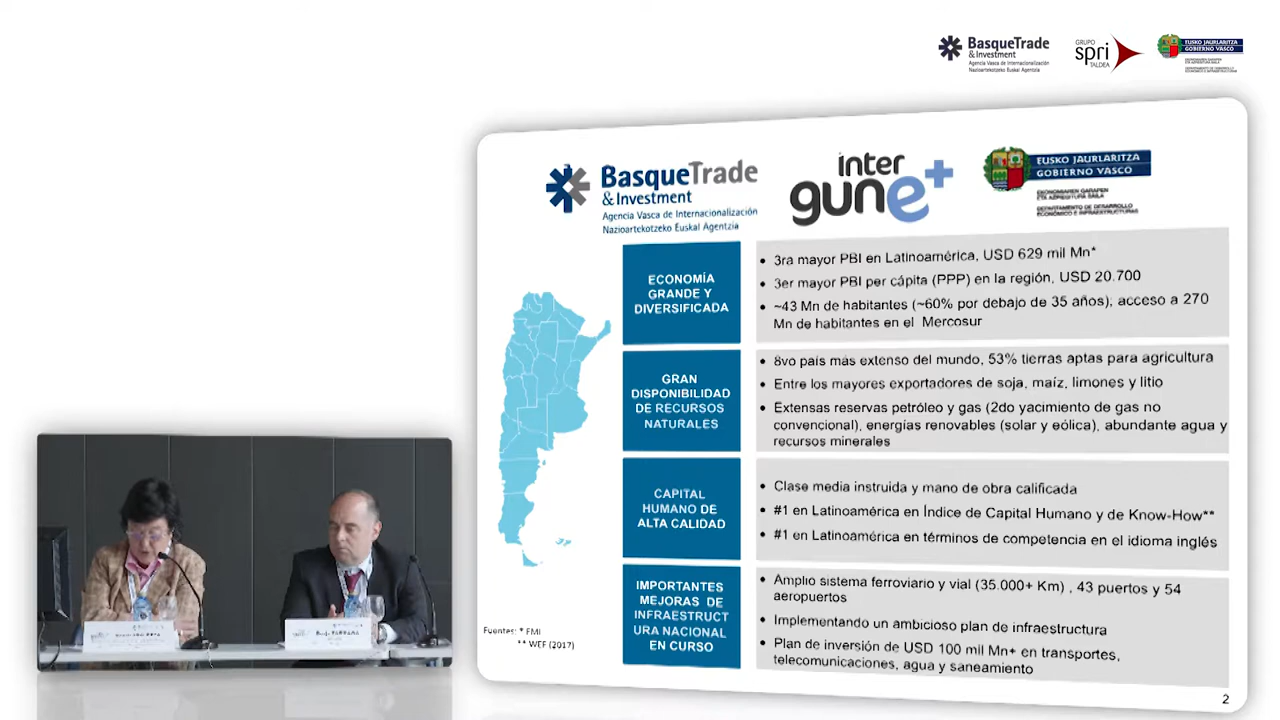 BasqueTrade
& Investment
Agencia Vasca de Internacionalización
Nazioartekotzeko Euskal Agentzia
GRUPO
spri
TALDEA
EUSKO JAURLARITZA
GOBIERNO VASCO
EKONOMIAREN GARAPEN
ETA AZPIEGITURA SAILA
DEPARTAMENTO DE DESARROLLO
ECONÓMICO E INFRAESTRUCTURAS
BasqueTrade
& Investment
Agencia Vasca de Internacionalización
Nazioartekotzeko Euskal Agentzia
inter
gune+
EUSKO JAURLARITZA
GOBIERNO VASCO
EKONOMIAREN GARAPEN
ETA AZPIEGITURA SAILA
DEPARTAMENTO DE DESARROLLO
ECONÓMICO E INFRAESTRUCTURAS
ECONOMÍA
GRANDE Y
DIVERSIFICADA
• 3ra mayor PBI en Latinoamérica, USD 629 mil Mn*
• 3er mayor PBI per cápita (PPP) en la región, USD 20.700
• ~43 Mn de habitantes (~60% por debajo de 35 años); acceso a 270
Mn de habitantes en el Mercosur
GRAN
DISPONIBILIDAD
DE RECURSOS
NATURALES
• 8vo país más extenso del mundo, 53% tierras aptas para agricultura
• Entre los mayores exportadores de soja, maíz, limones y litio
• Extensas reservas petróleo y gas (2do yacimiento de gas no
convencional), energías renovables (solar y eólica), abundante agua y
recursos minerales
CAPITAL
HUMANO DE
ALTA CALIDAD
• Clase media instruida y mano de obra calificada
• #1 en Latinoamérica en Índice de Capital Humano y de Know-How**
• #1 en Latinoamérica en términos de competencia en el idioma inglés
IMPORTANTES
MEJORAS DE
INFRAESTRUCT
URA NACIONAL
EN CURSO
• Amplio sistema ferroviario y vial (35.000+ Km) , 43 puertos y 54
aeropuertos
• Implementando un ambicioso plan de infraestructura
• Plan de inversión de USD 100 mil Mn+ en transportes,
telecomunicaciones, agua y saneamiento
Fuentes: * FMI
** WEF (2017)
2